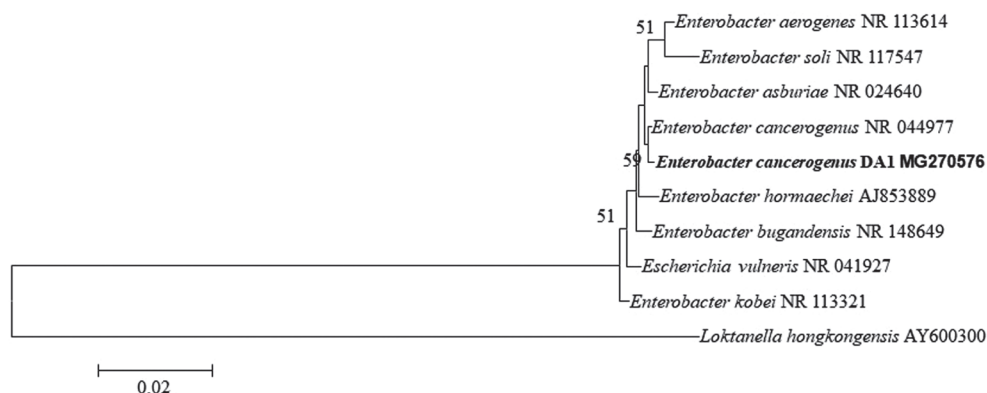 51
Enterobacter aerogenes NR 113614
Enterobacter soli NR 117547
Enterobacter asburiae NR 024640
Enterobacter cancerogenus NR 044977
59
Enterobacter cancerogenus DA1 MG270576
Enterobacter hormaechei AJ853889
51
Enterobacter bugandensis NR 148649
Escherichia vulneris NR 041927
Enterobacter kobei NR 113321
Loktanella hongkongensis AY600300
0.02